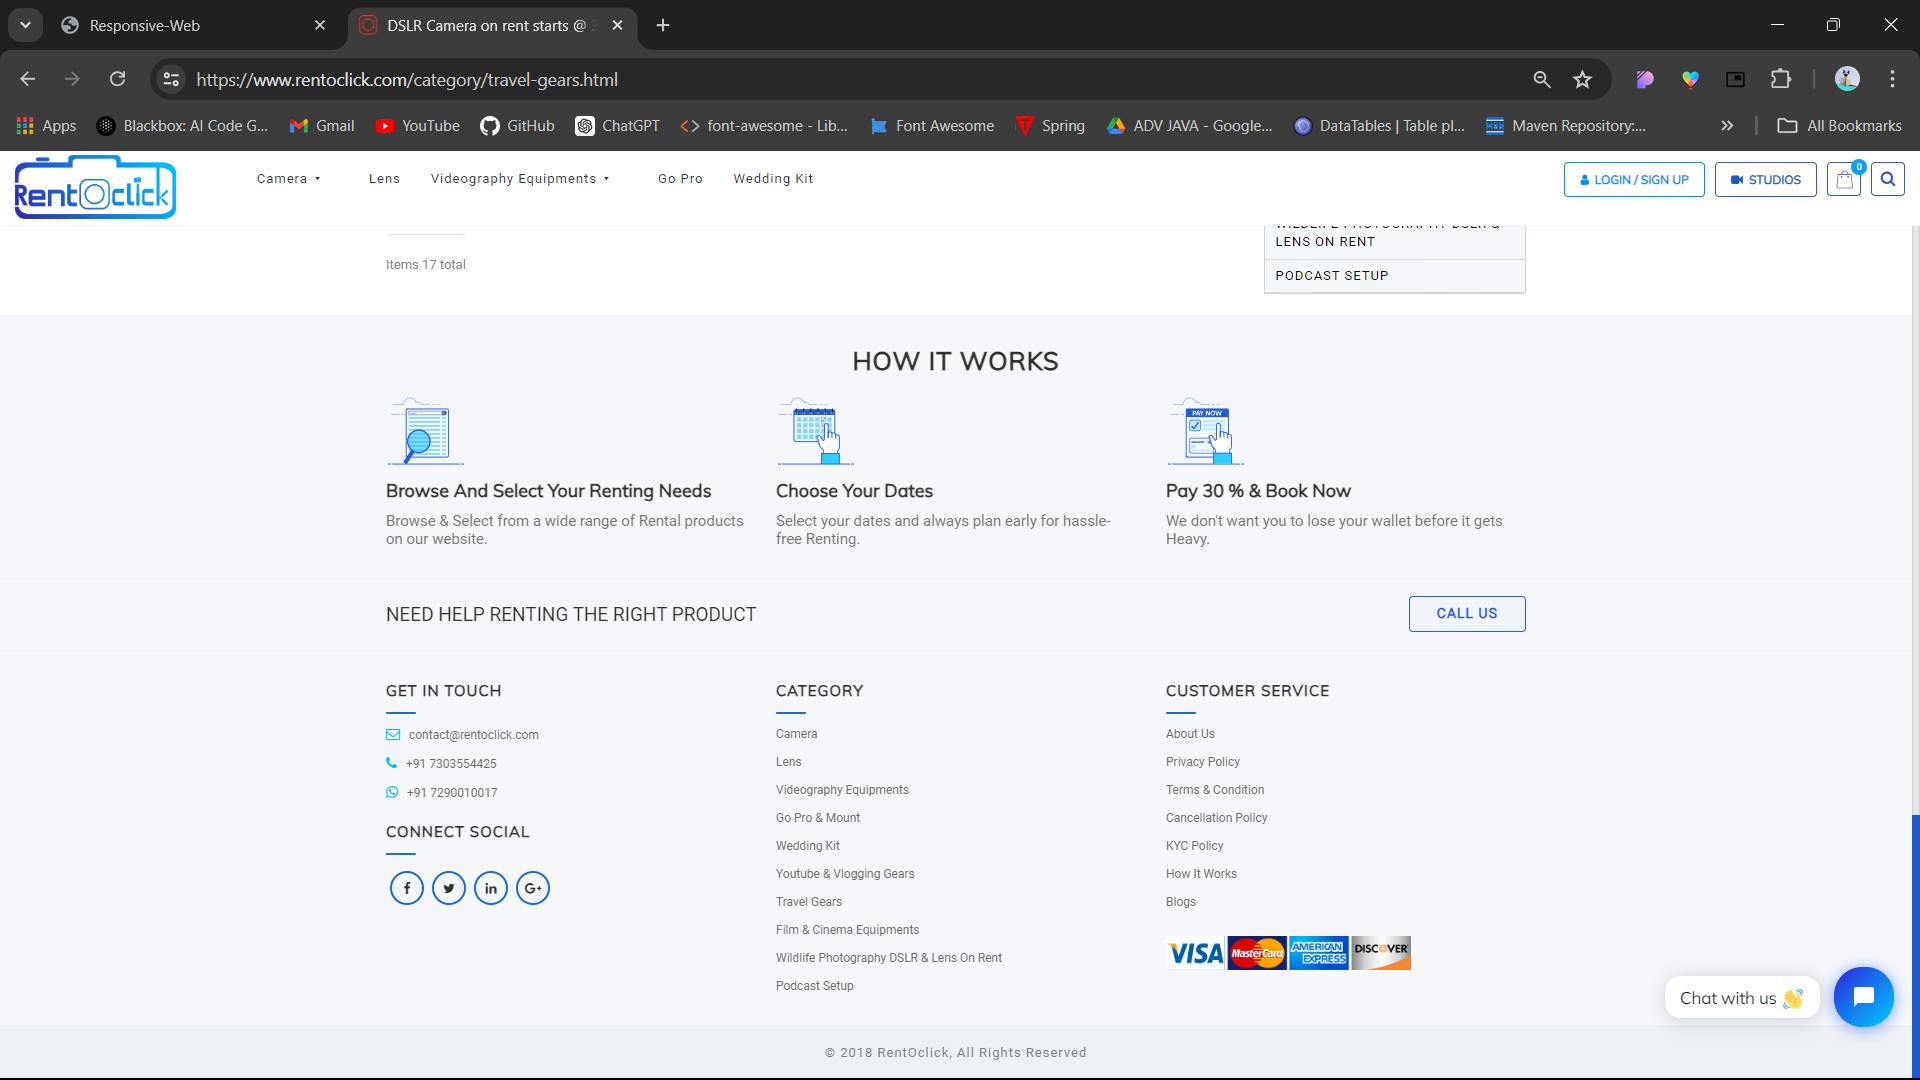 Responsive-Web
DSLR Camera on rent starts @
https://www.rentoclick.com/category/travel-gears.html
Apps
Blackbox: AI Code G...
Gmail
YouTube
GitHub
ChatGPT
font-awesome - Lib...
Font Awesome
Spring
ADV JAVA - Google...
DataTables | Table pl...
Maven Repository:...
All Bookmarks
RentOclick
Camera
Lens
Videography Equipments
Go Pro
Wedding Kit
LOGIN / SIGN UP
STUDIOS
0
WILDLIFE PHOTOGRAPHY DSLR &
LENS ON RENT
Items 17 total
PODCAST SETUP
HOW IT WORKS
PAY NOW
Browse And Select Your Renting Needs
Browse & Select from a wide range of Rental products
on our website.
Choose Your Dates
Select your dates and always plan early for hassle-
free Renting.
Pay 30 % & Book Now
We don't want you to lose your wallet before it gets
Heavy.
NEED HELP RENTING THE RIGHT PRODUCT
CALL US
GET IN TOUCH
contact@rentoclick.com
+91 7303554425
+91 7290010017
CONNECT SOCIAL
f
in
G+
CATEGORY
Camera
Lens
Videography Equipments
Go Pro & Mount
Wedding Kit
Youtube & Vlogging Gears
Travel Gears
Film & Cinema Equipments
Wildlife Photography DSLR & Lens On Rent
Podcast Setup
CUSTOMER SERVICE
About Us
Privacy Policy
Terms & Condition
Cancellation Policy
KYC Policy
How It Works
Blogs
VISA
MasterCard
AMERICAN
EXPRESS
DISCOVER
Chat with us 👋
© 2018 RentOclick, All Rights Reserved